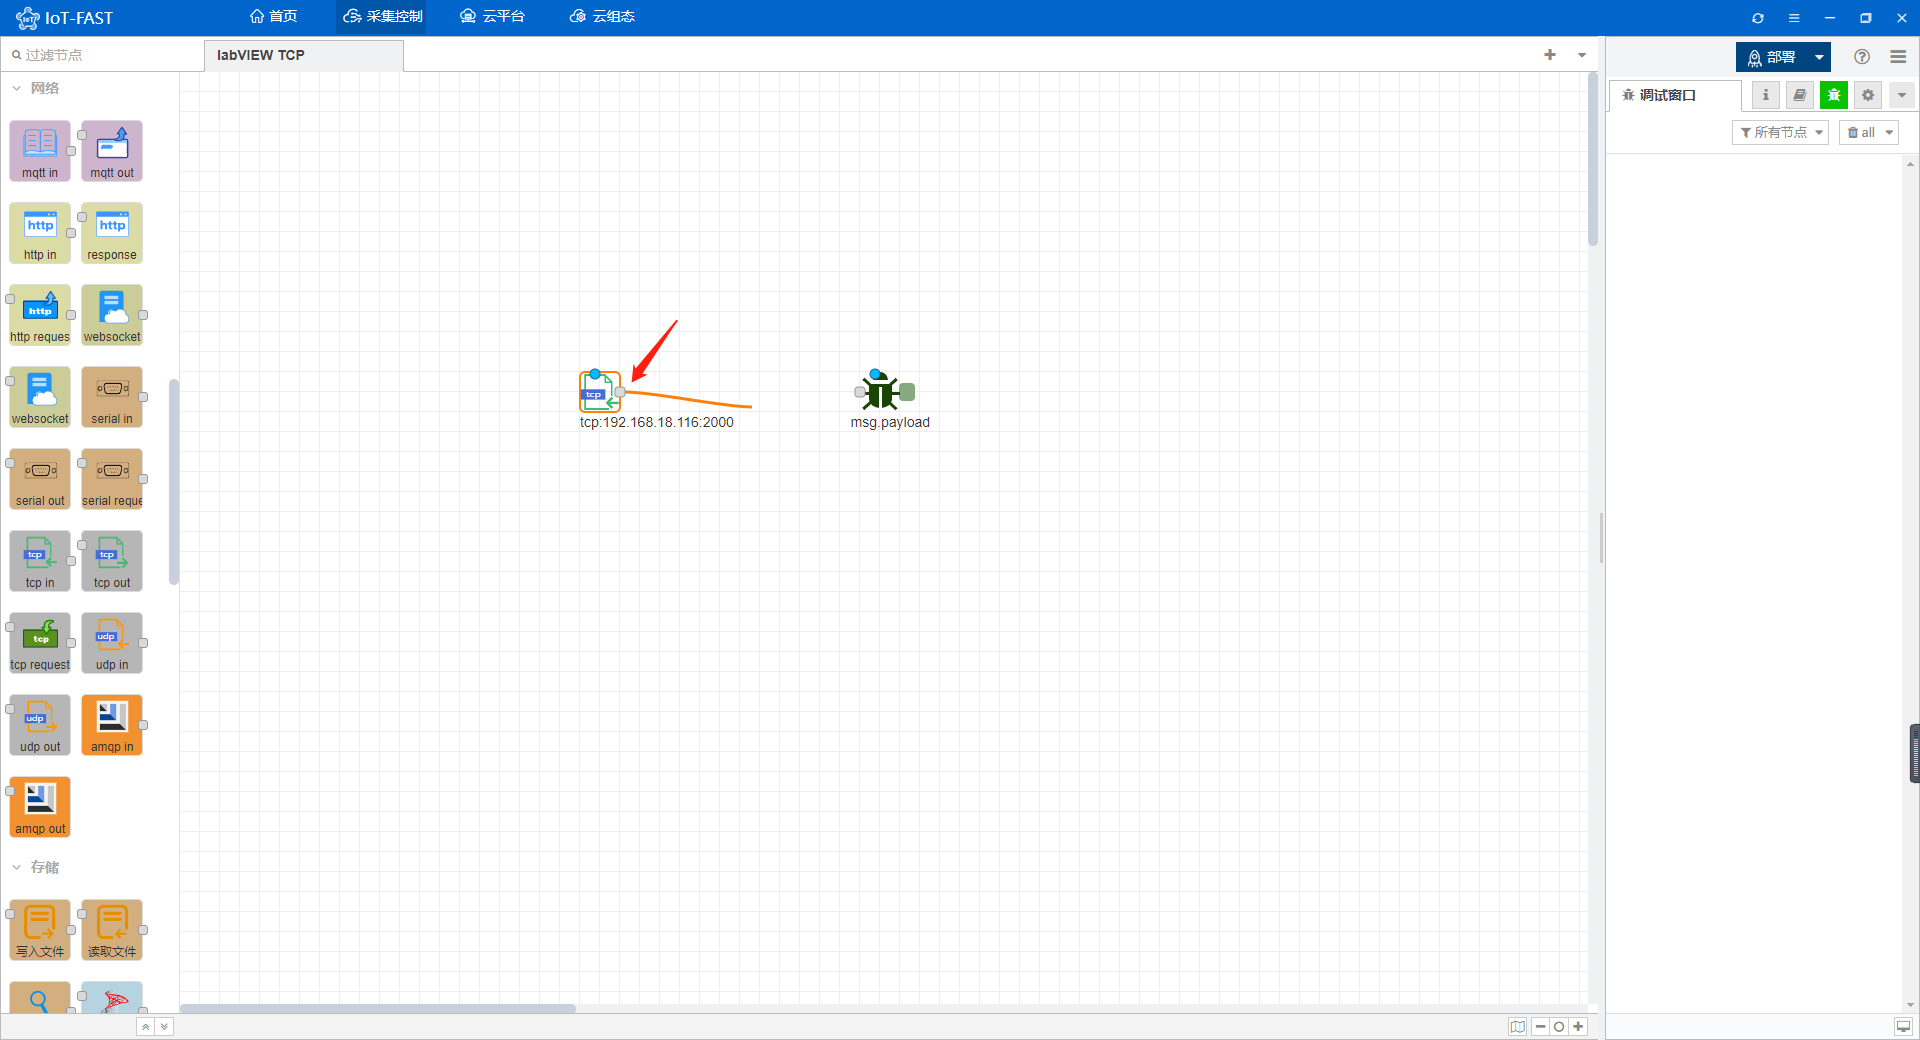 IoT-FAST
首页
采集控制
云平台
云组态
过滤节点
labVIEW TCP
部署
调试窗口
所有节点
all
网络
mqtt in
mqtt out
http
http in
http
response
http
http reques
websocket
websocket
serial in
serial out
serial reque
tcp
tcp in
tcp
tcp out
tcp
tcp request
udp
udp in
udp
udp out
amqp in
amqp out
存储
写入文件
读取文件
tcp
tcp:192.168.18.116:2000
msg.payload